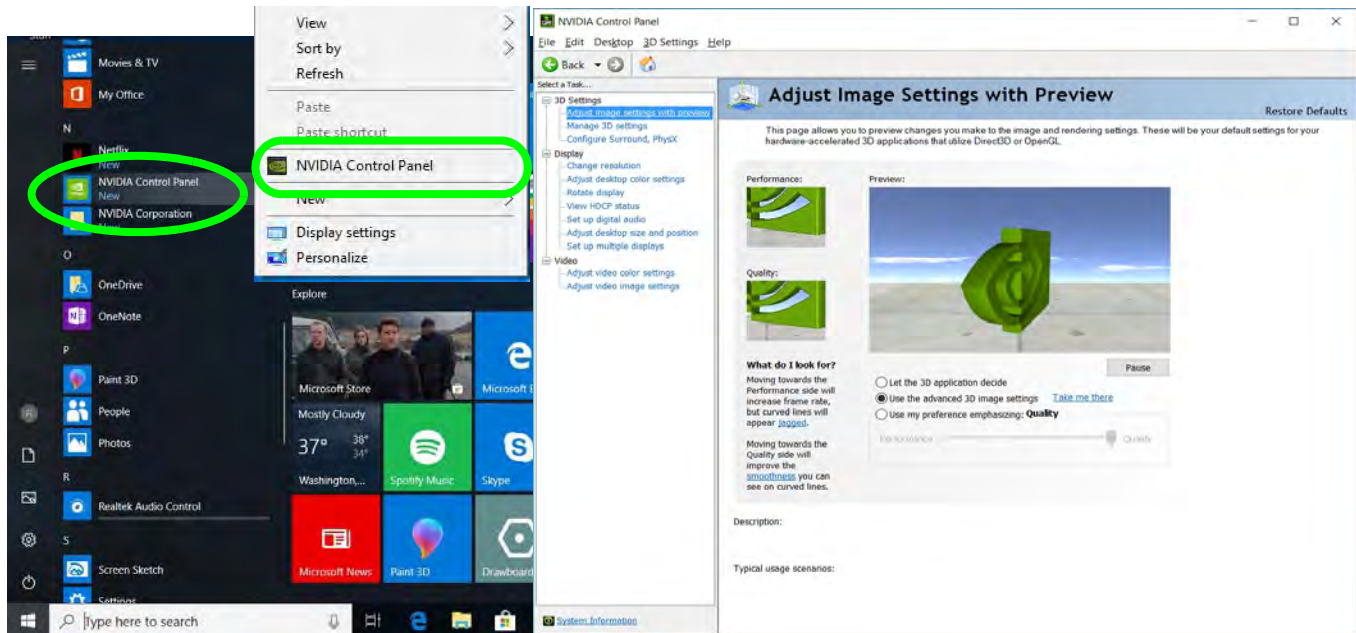 Movies & TV
My Office
N
Netflix
New
NVIDIA Control Panel
New
NVIDIA Corporation
New
O
OneDrive
OneNote
P
Paint 3D
People
Photos
R
Realtek Audio Control
S
Screen Sketch
Settings
Type here to search
View
Sort by
Refresh
Paste
Paste shortcut
NVIDIA Control Panel
New
Display settings
Personalize
Explore
Microsoft Store
Microsoft E
Mostly Cloudy
37°
38°
34°
Washington,...
Spotify Music
Skype
Microsoft News
Paint 3D
Drawboard
NVIDIA Control Panel
File Edit Desktop 3D Settings Help
Back
Select a Task...
3D Settings
Adjust image settings with preview
Manage 3D settings
Configure Surround, PhysX
Display
Change resolution
Adjust desktop color settings
Rotate display
View HDCP status
Set up digital audio
Adjust desktop size and position
Set up multiple displays
Video
Adjust video color settings
Adjust video image settings
System Information
Adjust Image Settings with Preview
Restore Defaults
This page allows you to preview changes you make to the image and rendering settings. These will be your default settings for your
hardware-accelerated 3D applications that utilize Direct3D or OpenGL.
Performance:
Preview:
Quality:
What do I look for?
Moving towards the
Performance side will
increase frame rate,
but curved lines will
appear jagged.
Moving towards the
Quality side will
improve the
smoothness you can
see on curved lines.
Pause
Let the 3D application decide
Use the advanced 3D image settings Take me there
Use my preference emphasizing: Quality
Performance
Quality
Description:
Typical usage scenarios: